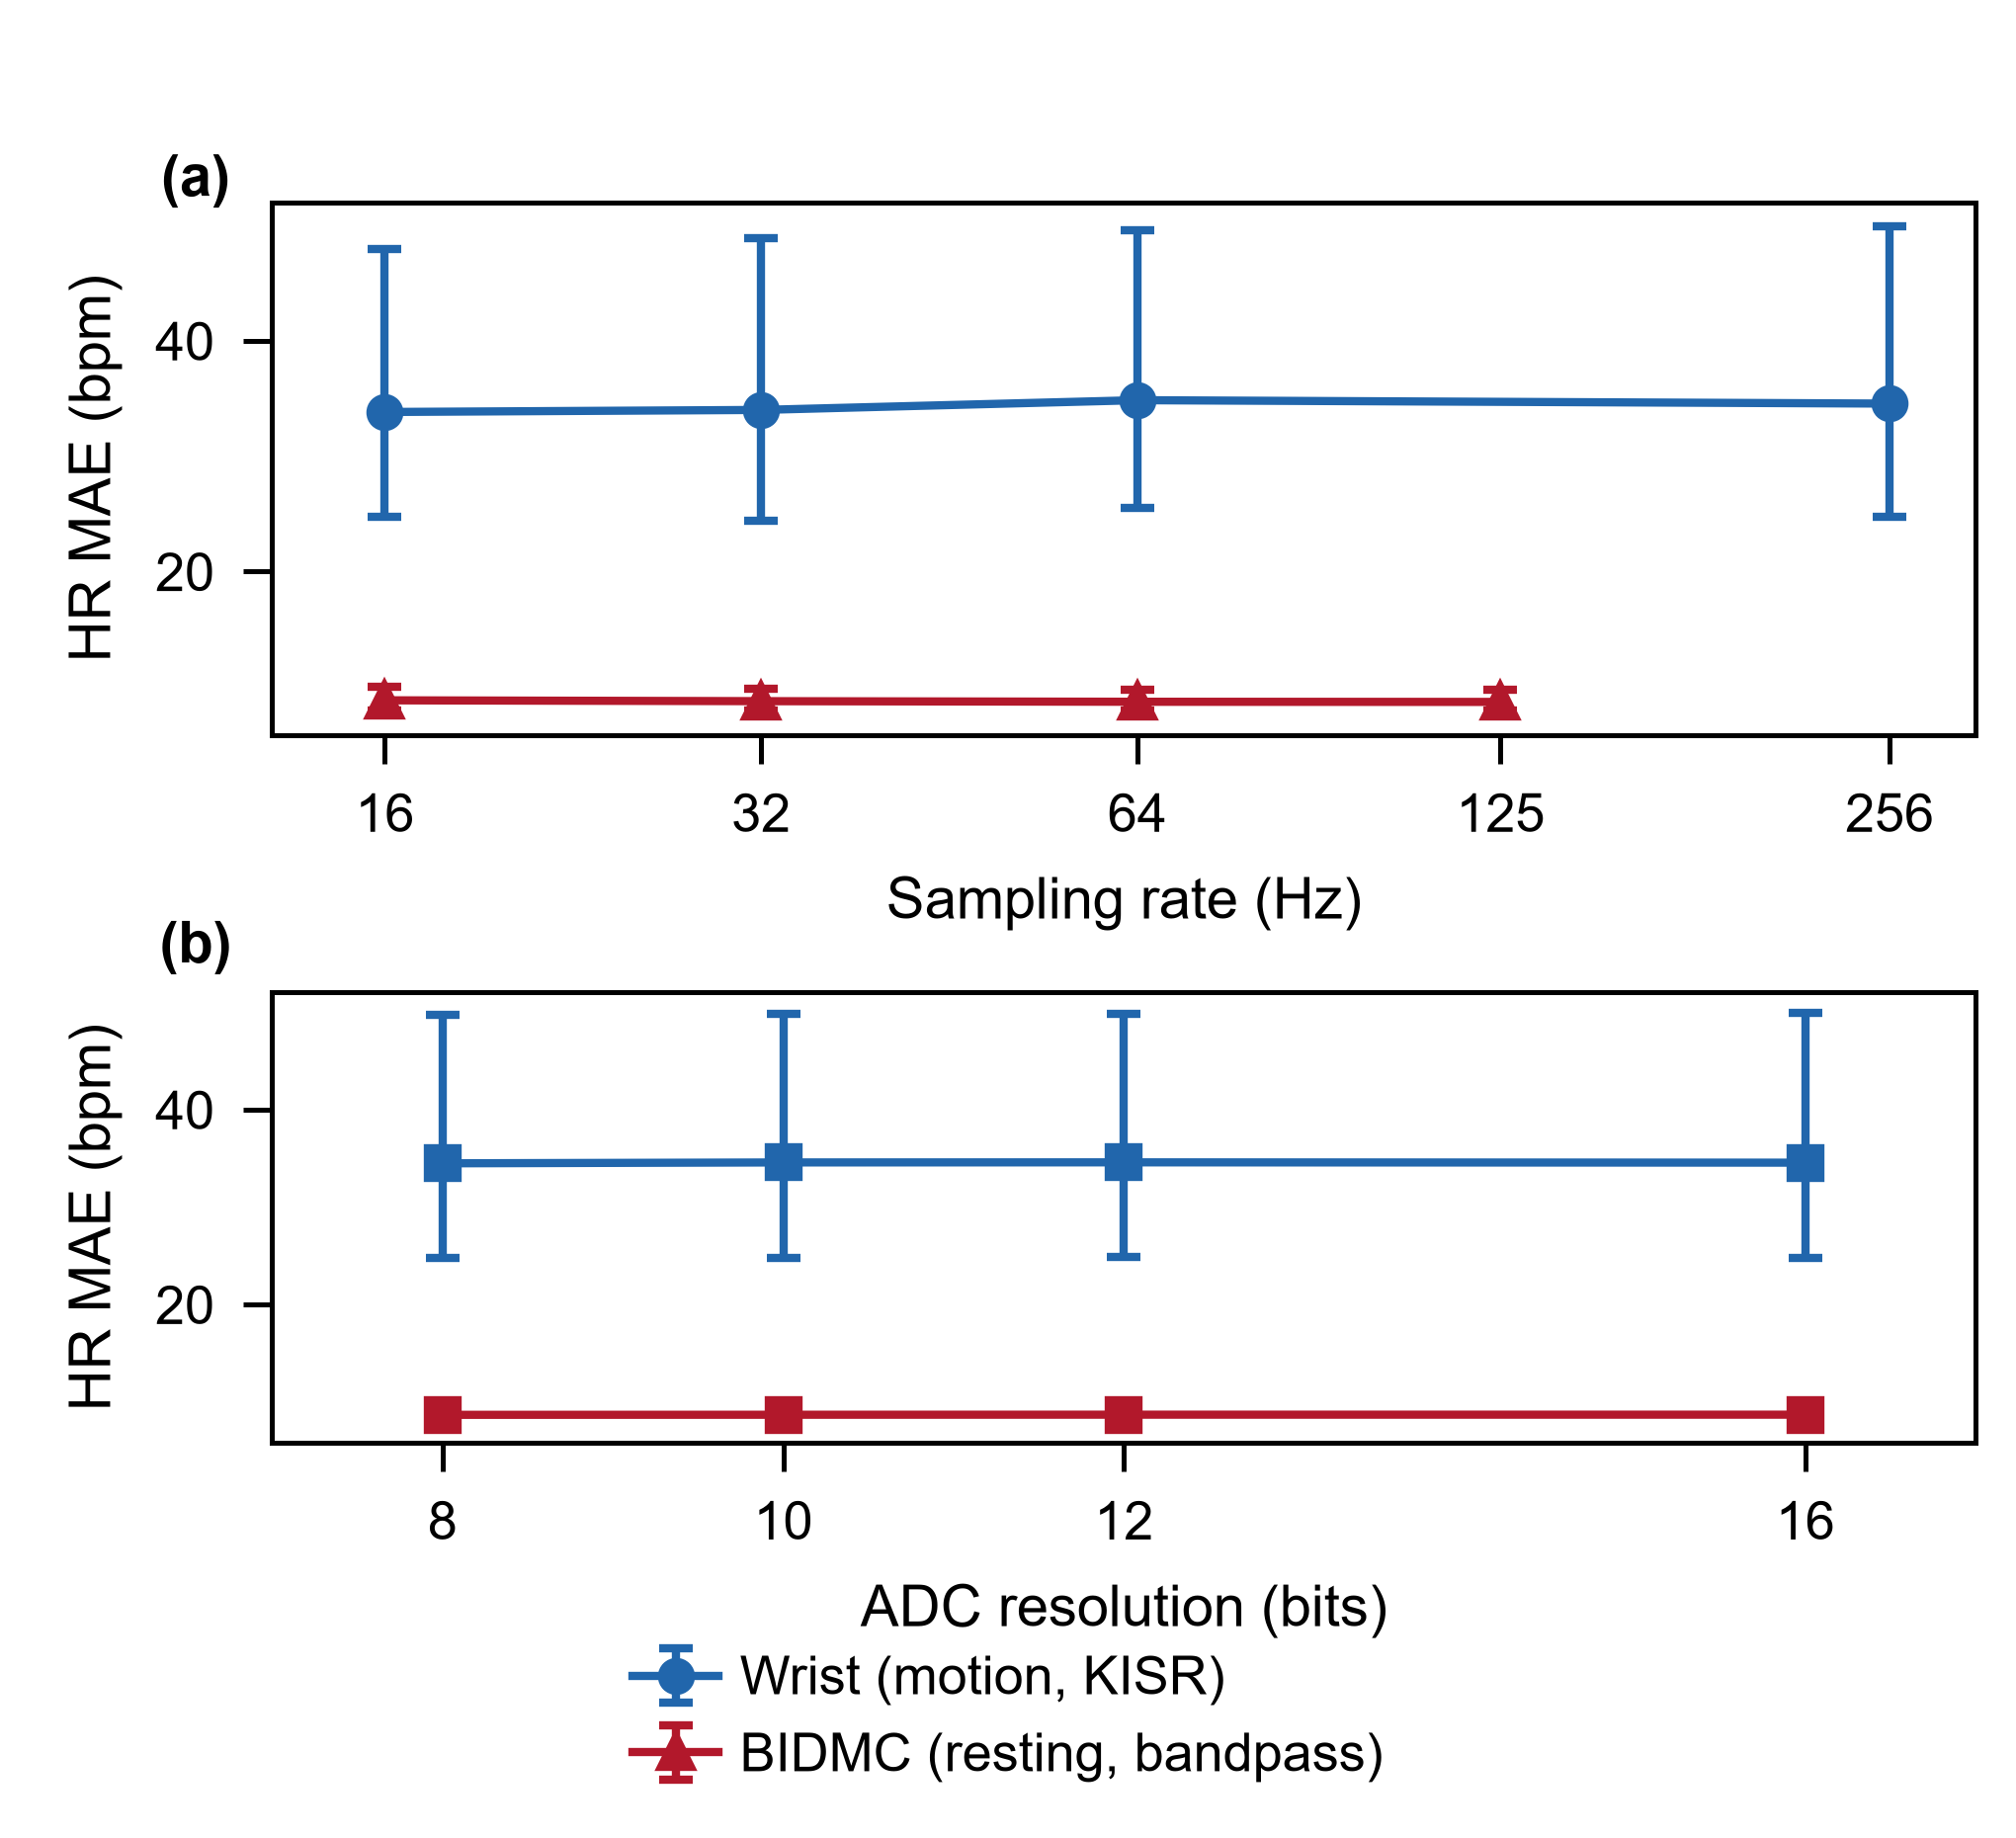 (a)
HR MAE (bpm)
40
20
16 32 64 125 256
Sampling rate (Hz)
(b)
HR MAE (bpm)
40
20
8 10 12 16
ADC resolution (bits)
Wrist (motion, KISR)
BIDMC (resting, bandpass)